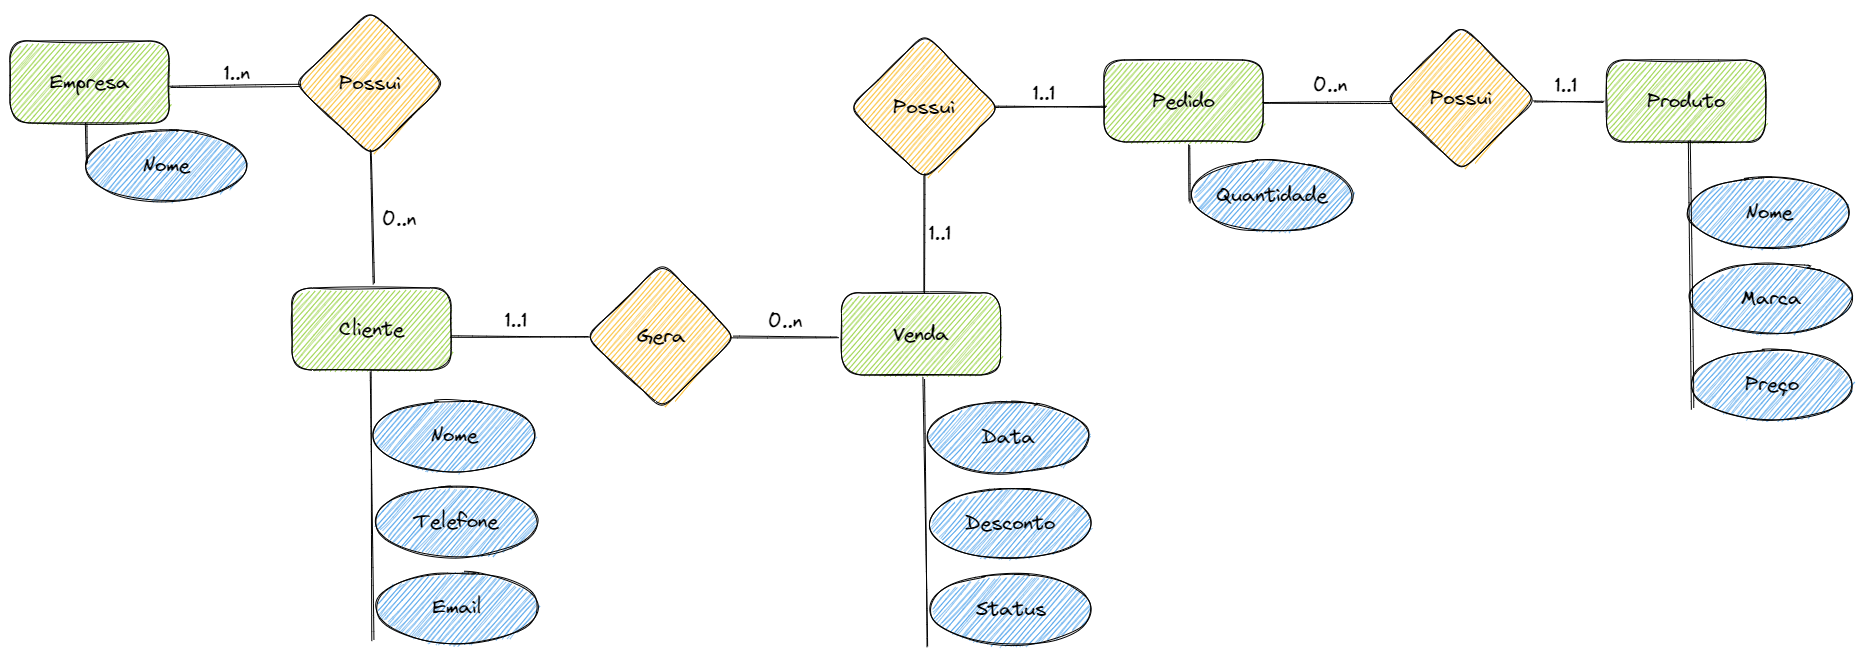 Empresa
1..n
Possui
Nome
0..n
Cliente
1..1
Gera
0..n
Venda
Nome
Telefone
Email
Data
Desconto
Status
1..1
Possui
1..1
Pedido
Quantidade
0..n
Possui
1..1
Produto
Nome
Marca
Preço